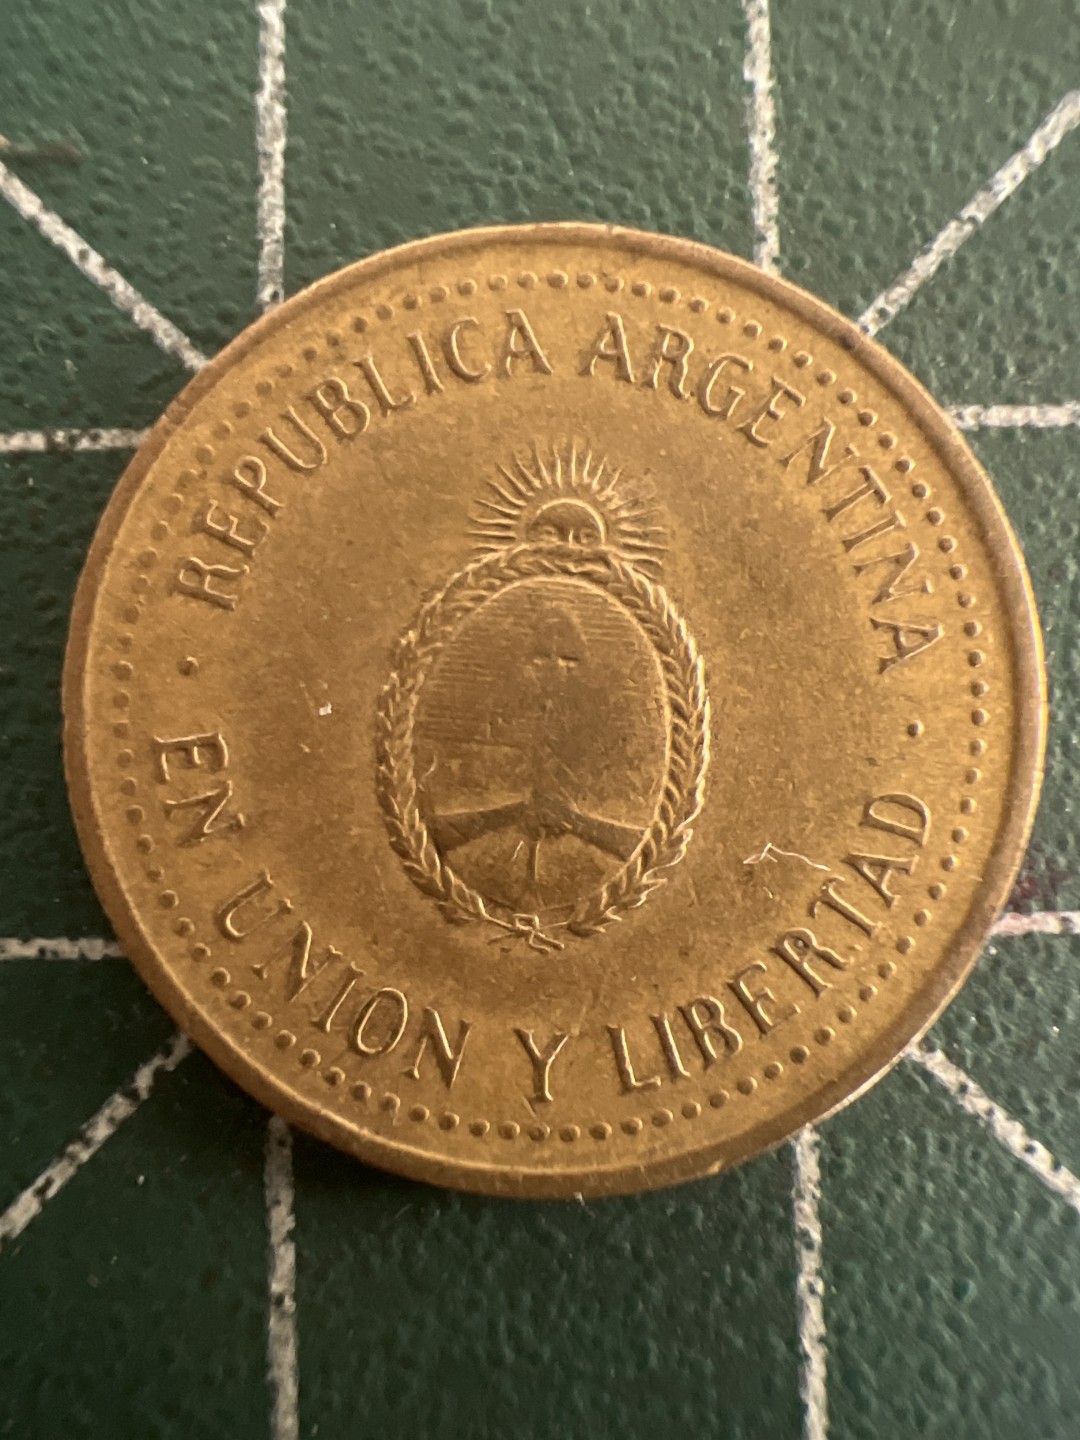 REPUBLICA ARGENTINA
· EN UNION Y LIBERTAD ·